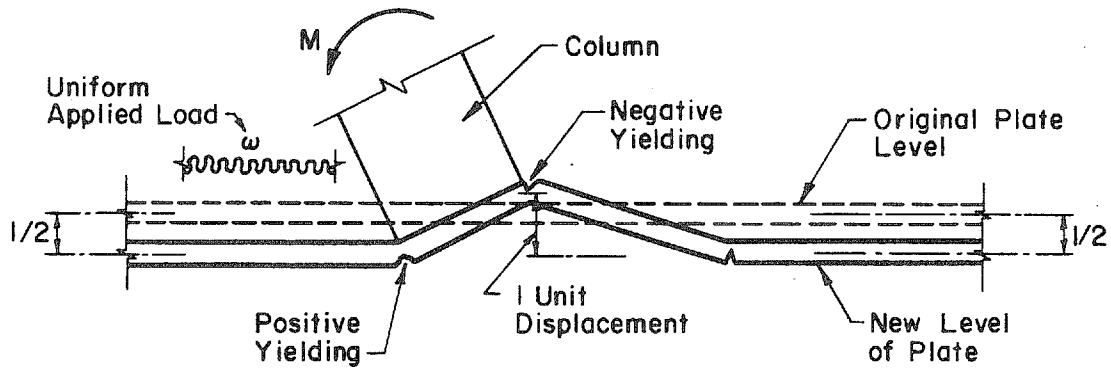 M
Column
Uniform
Applied Load
ω
Negative
Yielding
Original Plate
Level
1/2
1/2
Positive
Yielding
1 Unit
Displacement
New Level
of Plate